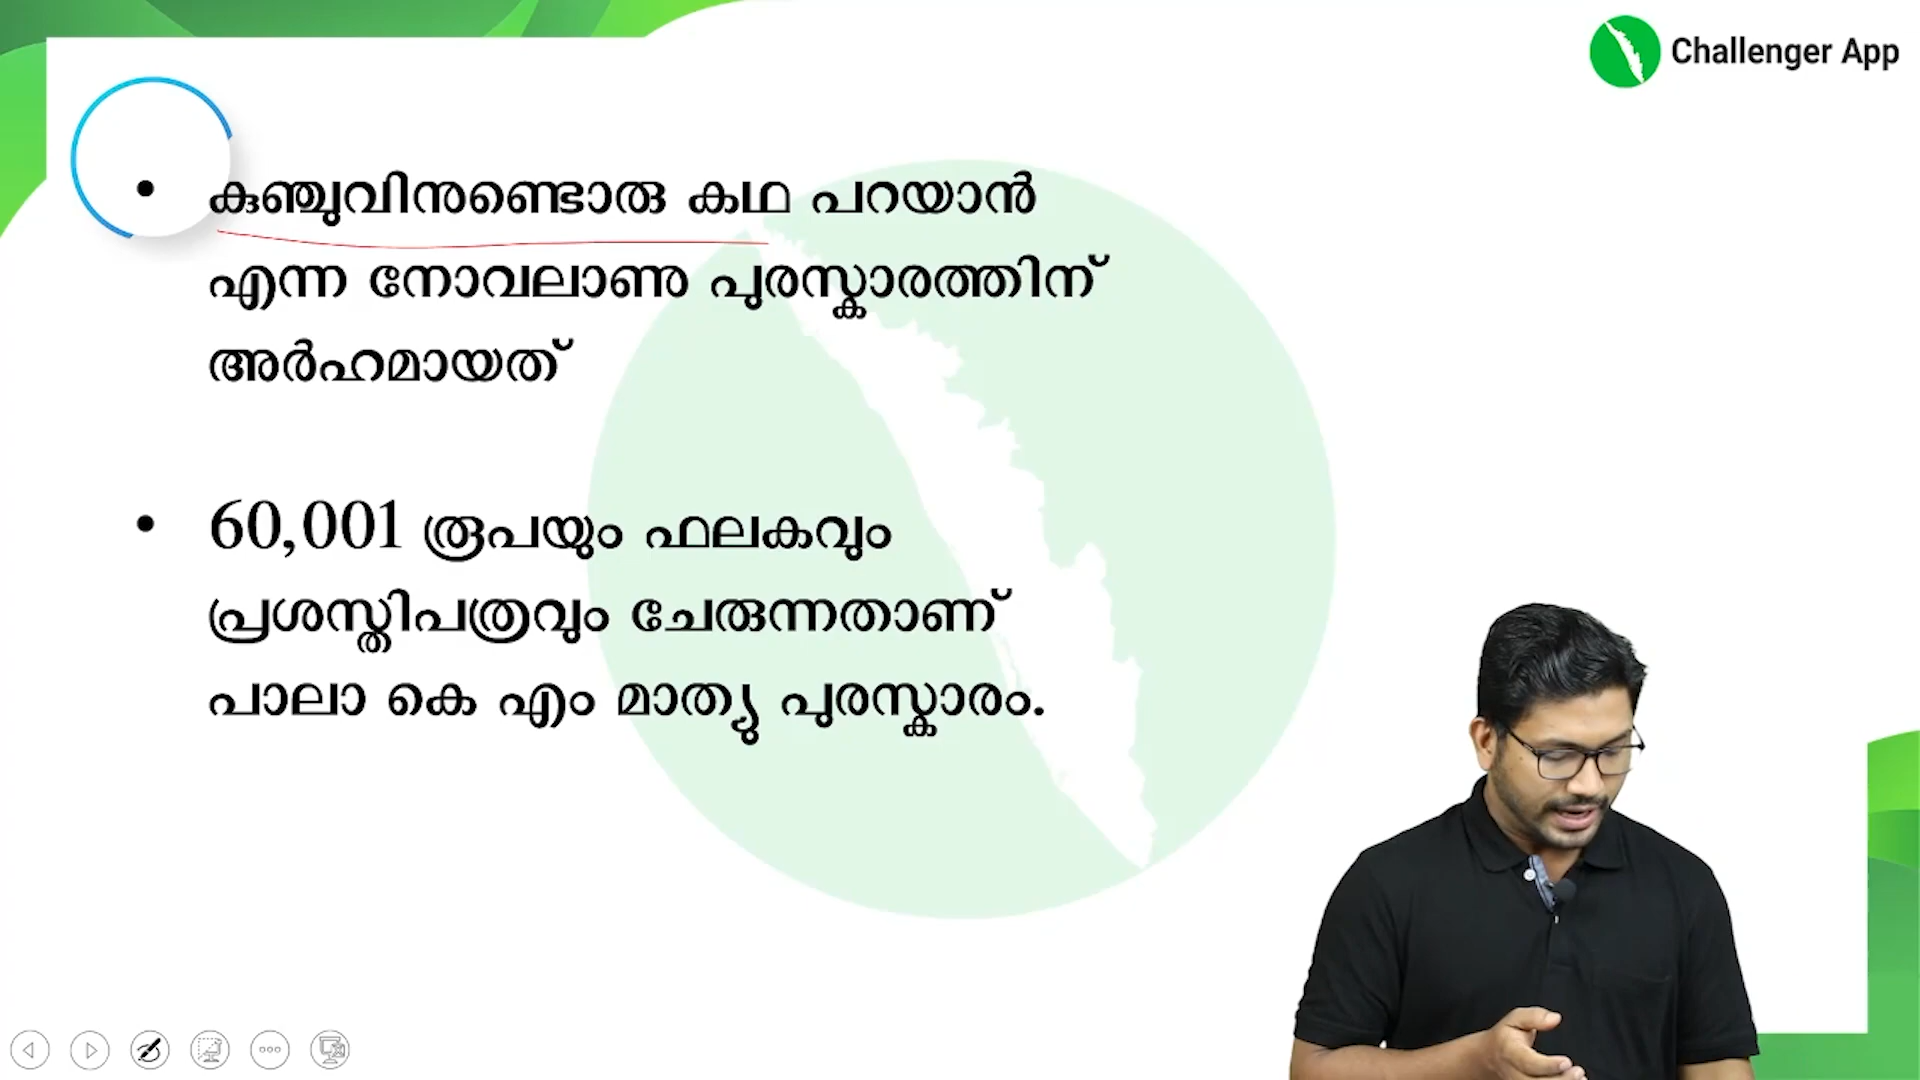 Challenger App
• കുഞ്ചുവിനുണ്ടൊരു കഥ പറയാൻ
എന്ന നോവലാണു പുരസ്കാരത്തിന്
അർഹമായത്
• 60,001 രൂപയും ഫലകവും
പ്രശസ്തിപത്രവും ചേരുന്നതാണ്
പാലാ കെ എം മാത്യു പുരസ്കാരം.